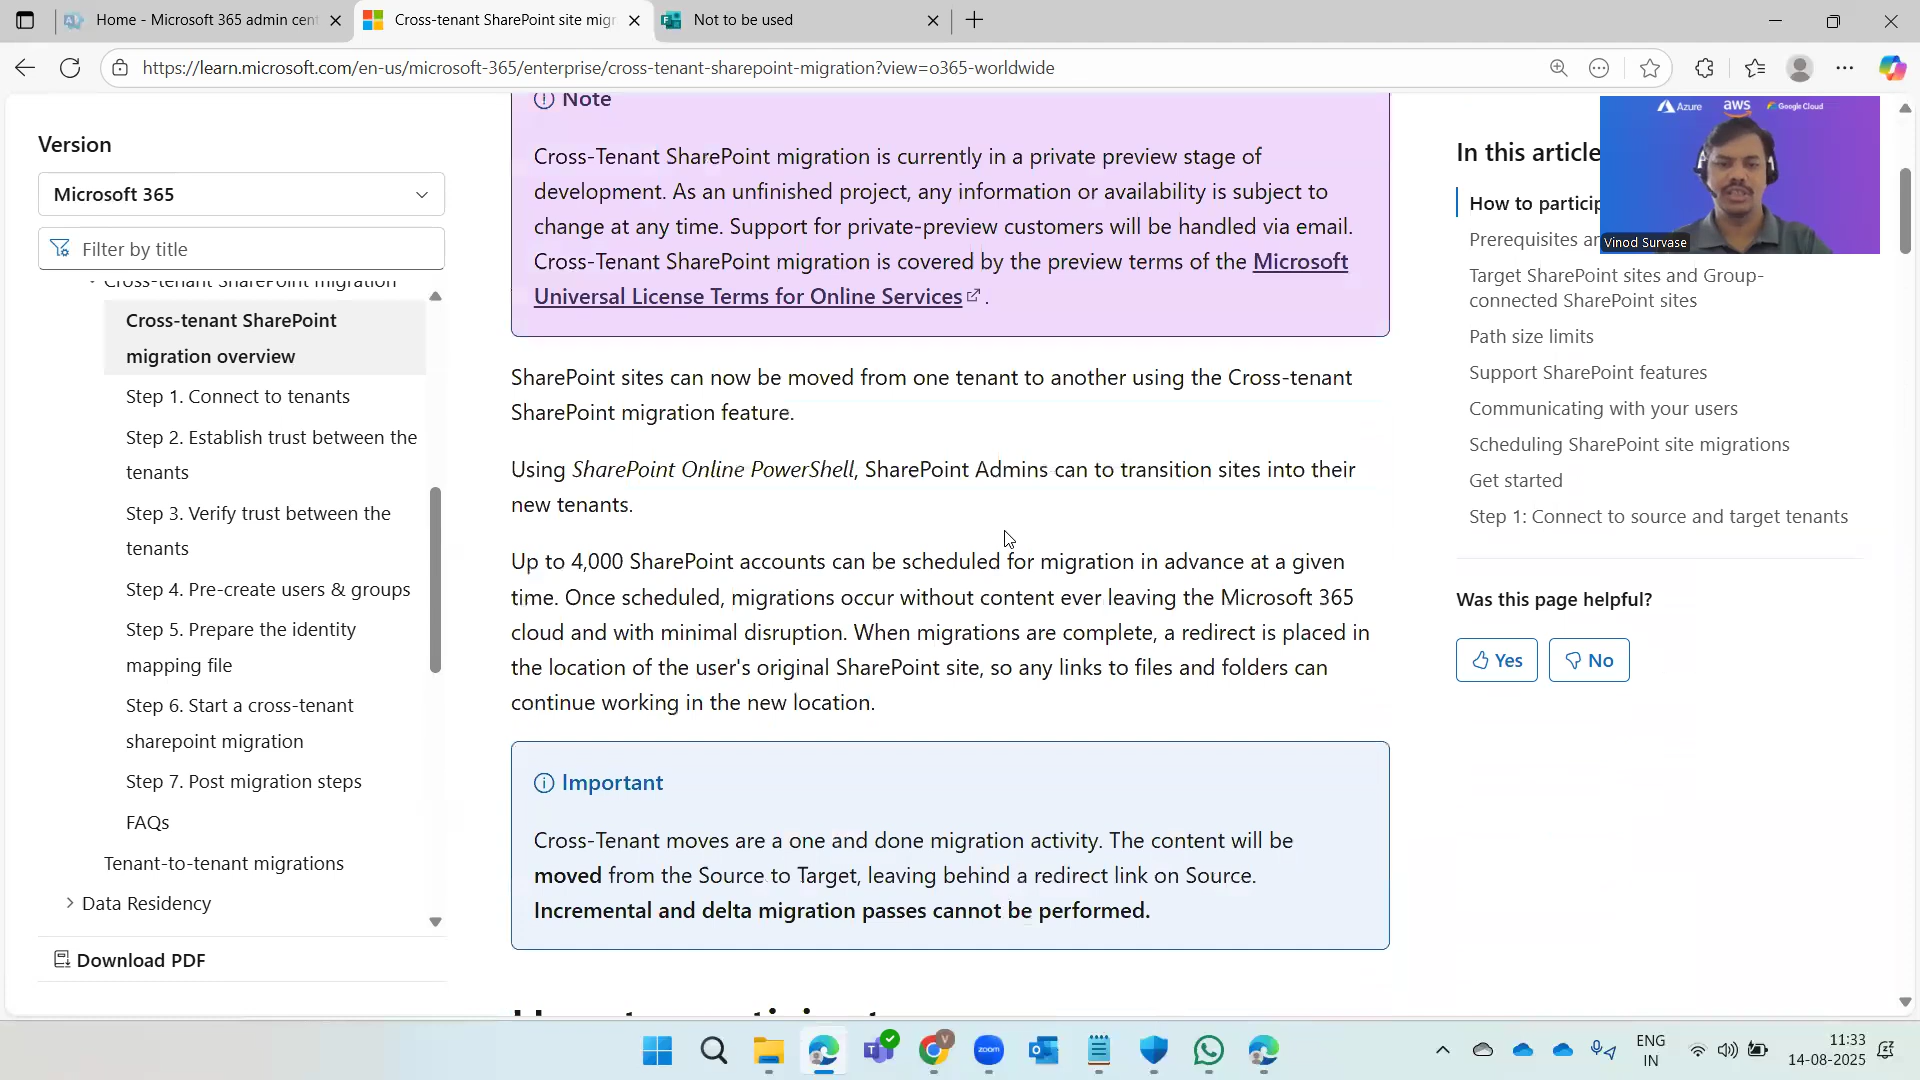 Home - Microsoft 365 admin cent
Cross-tenant SharePoint site migr
Not to be used
https://learn.microsoft.com/en-us/microsoft-365/enterprise/cross-tenant-sharepoint-migration?view=o365-worldwide
Version
Microsoft 365
Filter by title
Cross-tenant SharePoint migration
Cross-tenant SharePoint
migration overview
Step 1. Connect to tenants
Step 2. Establish trust between the
tenants
Step 3. Verify trust between the
tenants
Step 4. Pre-create users & groups
Step 5. Prepare the identity
mapping file
Step 6. Start a cross-tenant
sharepoint migration
Step 7. Post migration steps
FAQs
Tenant-to-tenant migrations
Data Residency
Download PDF
Note
Cross-Tenant SharePoint migration is currently in a private preview stage of
development. As an unfinished project, any information or availability is subject to
change at any time. Support for private-preview customers will be handled via email.
Cross-Tenant SharePoint migration is covered by the preview terms of the Microsoft
Universal License Terms for Online Services.
SharePoint sites can now be moved from one tenant to another using the Cross-tenant
SharePoint migration feature.
Using SharePoint Online PowerShell, SharePoint Admins can to transition sites into their
new tenants.
Up to 4,000 SharePoint accounts can be scheduled for migration in advance at a given
time. Once scheduled, migrations occur without content ever leaving the Microsoft 365
cloud and with minimal disruption. When migrations are complete, a redirect is placed in
the location of the user's original SharePoint site, so any links to files and folders can
continue working in the new location.
Important
Cross-Tenant moves are a one and done migration activity. The content will be
moved from the Source to Target, leaving behind a redirect link on Source.
Incremental and delta migration passes cannot be performed.
In this article
How to particip
Prerequisites an
Target SharePoint sites and Group-
connected SharePoint sites
Path size limits
Support SharePoint features
Communicating with your users
Scheduling SharePoint site migrations
Get started
Step 1: Connect to source and target tenants
Was this page helpful?
Yes
No
Azure
aws
Google Cloud
Vinod Survase
zoom
V
ENG
IN
11:33
14-08-2025